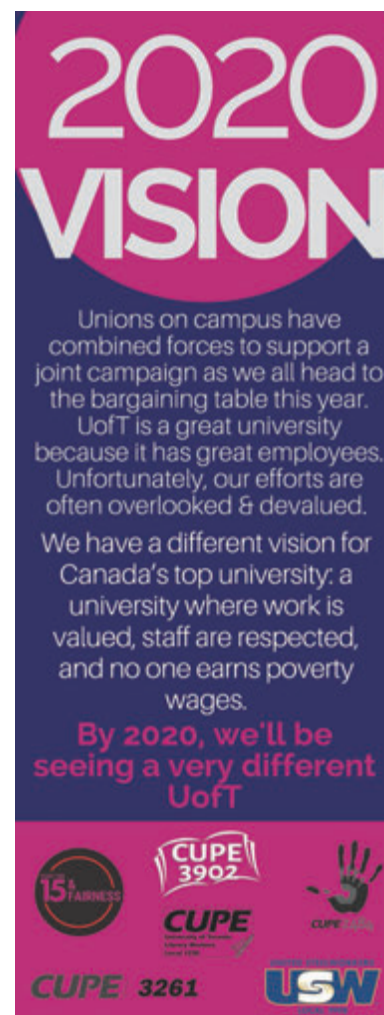 2020
VISION
Unions on campus have
combined forces to support a
joint campaign as we all head to
the bargaining table this year.
UofT is a great university
because it has great employees.
Unfortunately, our efforts are
often overlooked & devalued.
We have a different vision for
Canada's top university: a
university where work is
valued, staff are respected,
and no one earns poverty
wages.
By 2020, we'll be
seeing a very different
UofT
15 &
FAIRNESS
CUPE
3902
CUPE
CUPE
CUPE 3261
USW